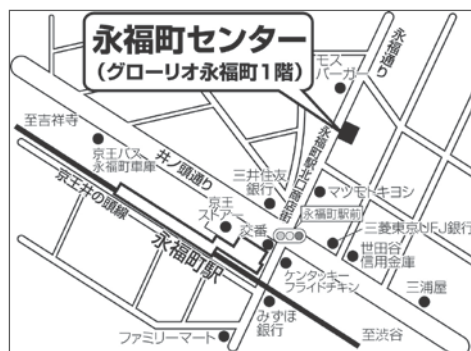 永福町センター
(グローリオ永福町1階)
モス
バーガー
永福通り
至吉祥寺
京王バス
永福町車庫
井ノ頭通り
三井住友
銀行
永福町駅北口商店街
マツモトキヨシ
京王井の頭線
京王
ストアー
交番
永福町駅前
三菱東京UFJ銀行
永福町駅
世田谷
信用金庫
ケンタッキー
フライドチキン
三浦屋
みずほ
銀行
ファミリーマート
至渋谷